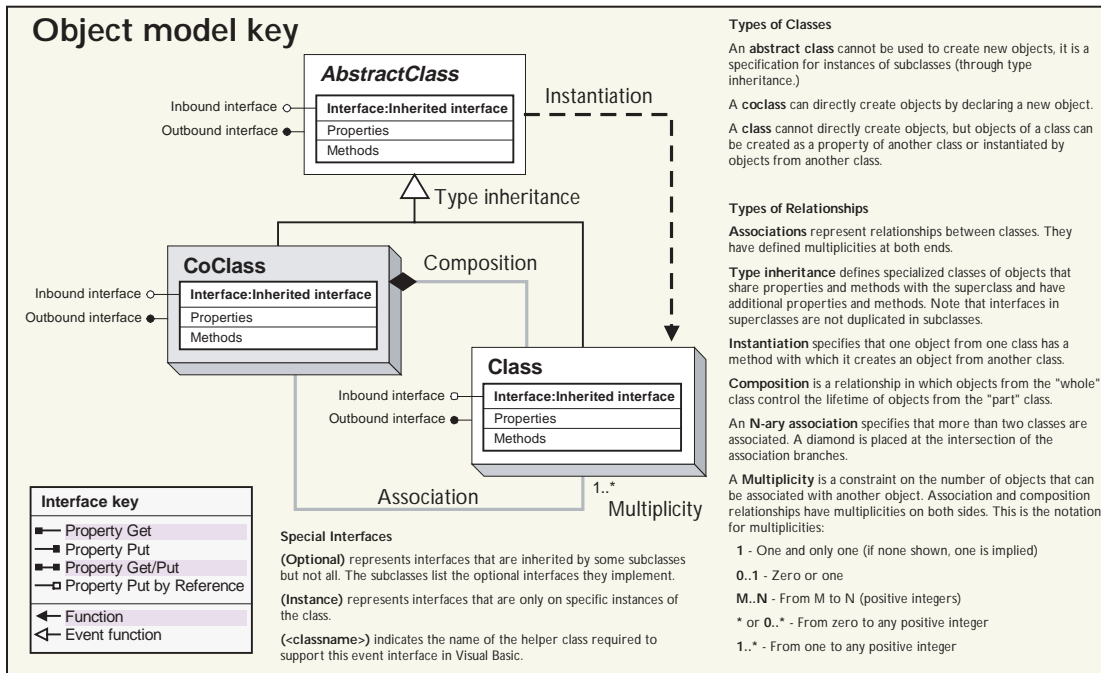 Object model key
AbstractClass
Inbound interface
Interface:Inherited interface
Outbound interface
Properties
Methods
Instantiation
Type inheritance
CoClass
Composition
Inbound interface
Interface:Inherited interface
Outbound interface
Properties
Methods
Class
Inbound interface
Interface:Inherited interface
Outbound interface
Properties
Methods
Association
1..*
Multiplicity
Interface key
Property Get
Property Put
Property Get/Put
Property Put by Reference
Function
Event function
Special Interfaces
(Optional) represents interfaces that are inherited by some subclasses
but not all. The subclasses list the optional interfaces they implement.
(Instance) represents interfaces that are only on specific instances of
the class.
(<classname>) indicates the name of the helper class required to
support this event interface in Visual Basic.
Types of Classes
An abstract class cannot be used to create new objects, it is a
specification for instances of subclasses (through type
inheritance.)
A coclass can directly create objects by declaring a new object.
A class cannot directly create objects, but objects of a class can
be created as a property of another class or instantiated by
objects from another class.
Types of Relationships
Associations represent relationships between classes. They
have defined multiplicities at both ends.
Type inheritance defines specialized classes of objects that
share properties and methods with the superclass and have
additional properties and methods. Note that interfaces in
superclasses are not duplicated in subclasses.
Instantiation specifies that one object from one class has a
method with which it creates an object from another class.
Composition is a relationship in which objects from the "whole"
class control the lifetime of objects from the "part" class.
An N-ary association specifies that more than two classes are
associated. A diamond is placed at the intersection of the
association branches.
A Multiplicity is a constraint on the number of objects that can
be associated with another object. Association and composition
relationships have multiplicities on both sides. This is the notation
for multiplicities:
1 - One and only one (if none shown, one is implied)
0..1 - Zero or one
M..N - From M to N (positive integers)
* or 0..* - From zero to any positive integer
1..* - From one to any positive integer